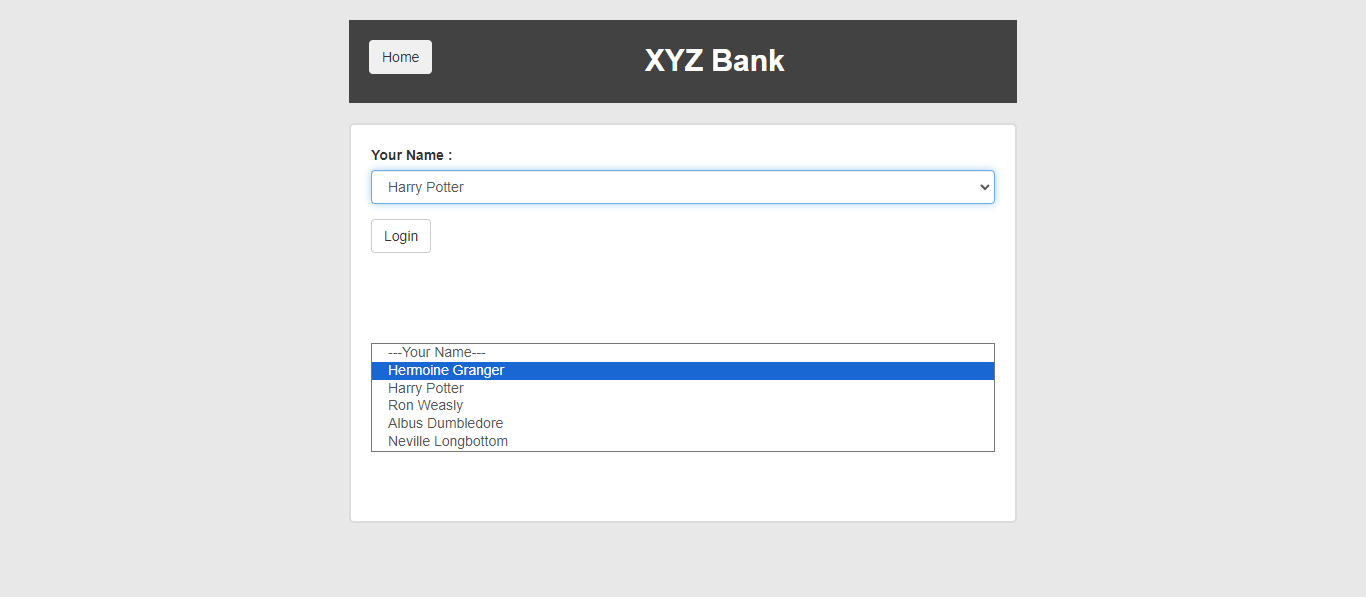 Home
XYZ Bank
Your Name :
Harry Potter
Login
---Your Name---
Hermoine Granger
Harry Potter
Ron Weasly
Albus Dumbledore
Neville Longbottom